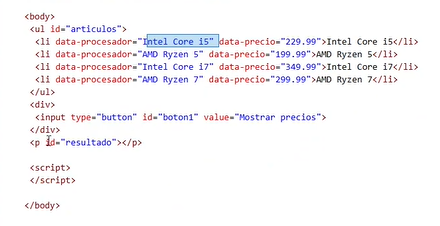 <body>
<ul id="articulos">
<li data-procesador="Intel Core i5" data-precio="229.99">Intel Core i5</li>
<li data-procesador="AMD Ryzen 5" data-precio="199.99">AMD Ryzen 5</li>
<li data-procesador="Intel Core i7" data-precio="349.99">Intel Core i7</li>
<li data-procesador="AMD Ryzen 7" data-precio="299.99">AMD Ryzen 7</li>
</ul>
<div>
<input type="button" id="boton1" value="Mostrar precios">
</div>
<p id="resultado"></p>
<script>
</script>
</body>